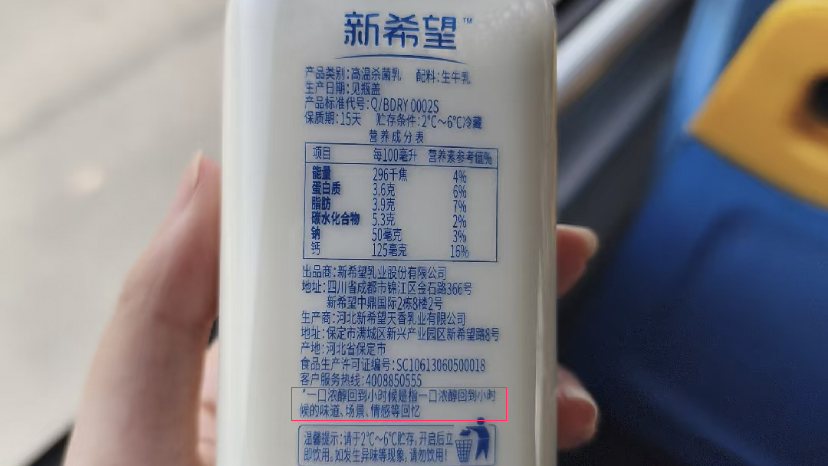 新希望™
产品类别:高温杀菌乳 配料:生牛乳
生产日期:见瓶盖
产品标准代号:Q/BDRY 0002S
保质期:15天 贮存条件:2℃~6℃冷藏
营养成分表
项目 每100毫升 营养素参考值%
能量 296千焦 4%
蛋白质 3.6克 6%
脂肪 3.9克 7%
碳水化合物 5.3克 2%
钠 50毫克 3%
钙 125毫克 16%
出品商:新希望乳业股份有限公司
地址:四川省成都市锦江区金石路366号
新希望中鼎国际2栋8楼2号
生产商:河北新希望天香乳业有限公司
地址:保定市满城区新兴产业园区新希望路8号
产地:河北省保定市
食品生产许可证编号:SC10613060500018
客户服务热线:4008850555
*一口浓醇回到小时候是指一口浓醇回到小时
候的味道、场景、情感等回忆
温馨提示:请于2℃~6℃贮存,开启后立
即饮用,如发生异味等现象,请勿饮用!